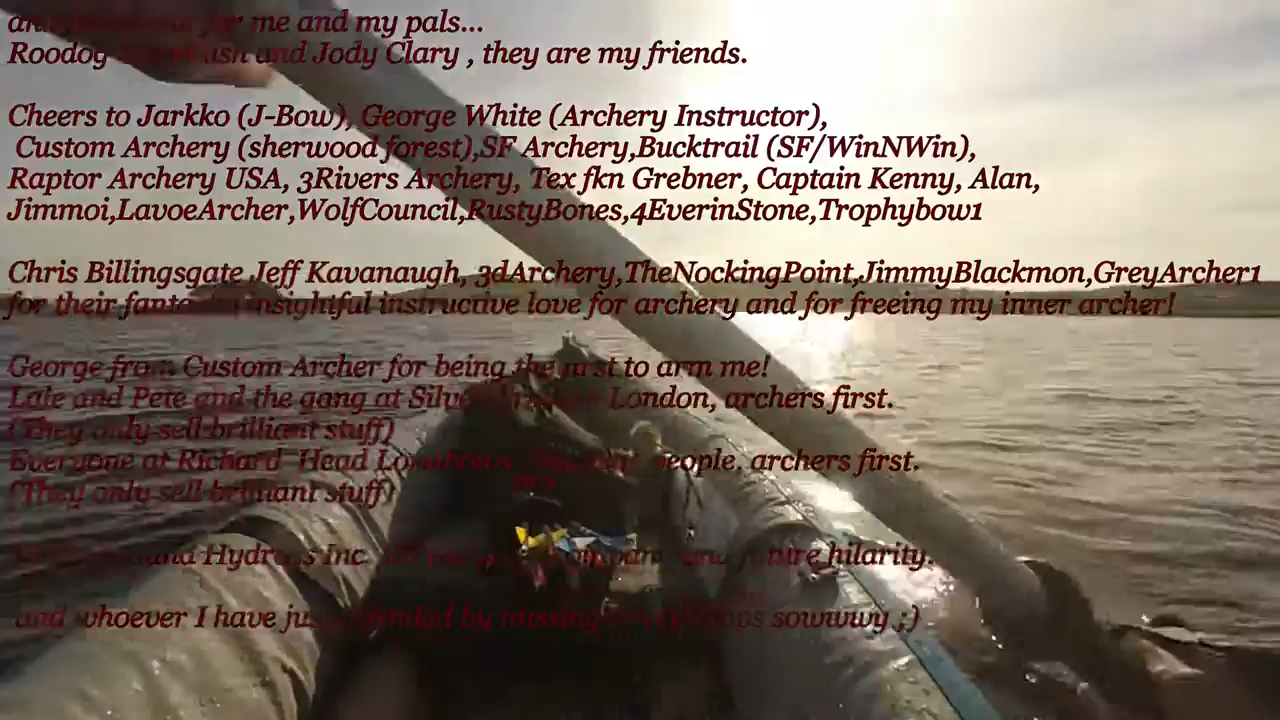 for me and my pals...
Roodog and Jody Clary , they are my friends.
Cheers to Jarkko (J-Bow), George White (Archery Instructor),
Custom Archery (sherwood forest),SF Archery,Bucktrail (SF/WinNWin),
Raptor Archery USA, 3Rivers Archery, Tex fkn Grebner, Captain Kenny, Alan,
Jimmoi,LavoeArcher,WolfCouncil,RustyBones,4EverinStone,Trophybow1
Chris Billingsgate,Jeff Kavanaugh, 3dArchery,TheNockingPoint,JimmyBlackmon,GreyArcher1
for their insightful instructive love for archery and for freeing my inner archer!
George from Custom Archer for being the first to arm me!
and Pete and the gang at London, archers first.
(They only sell brilliant stuff)
Everyone at Richard Head people. archers first.
(They only sell brilliant stuff)
and Inc hilarity.
and whoever I have just offended by missing sowwwy ;)